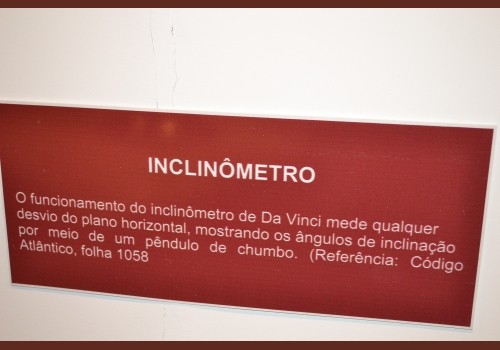 INCLINÔMETRO
O funcionamento do inclinômetro de Da Vinci mede qualquer
desvio do plano horizontal, mostrando os ângulos de inclinação
por meio de um pêndulo de chumbo. (Referência: Código
Atlântico, folha 1058